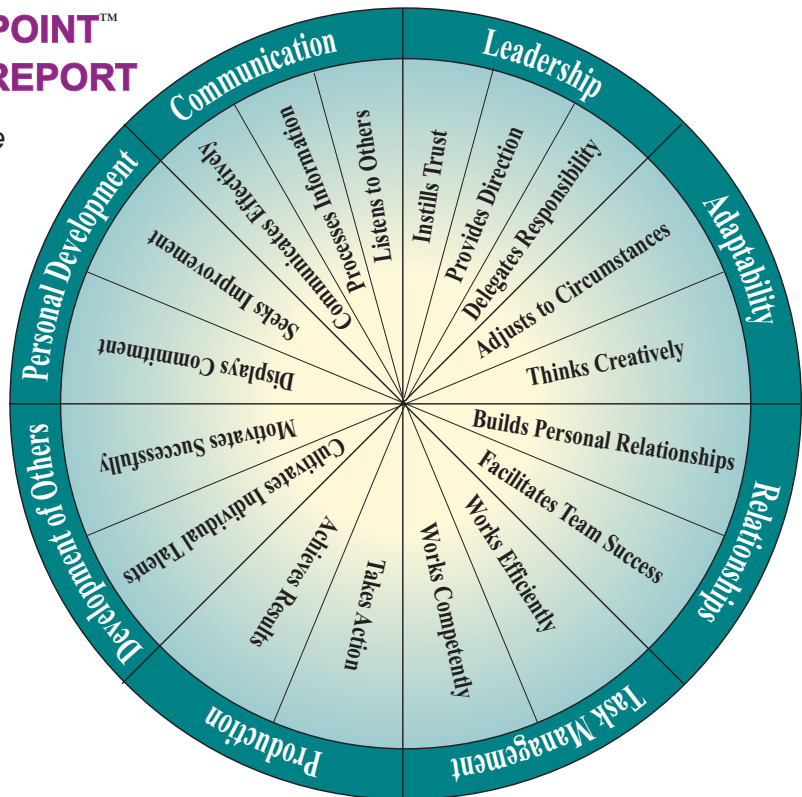 POINT™
REPORT
e
Communication
Leadership
Adaptability
Relationships
Task Management
Production
Development of Others
Personal Development
Listens to Others
Processes Information
Communicates Effectively
Instills Trust
Provides Direction
Delegates Responsibility
Adjusts to Circumstances
Thinks Creatively
Builds Personal Relationships
Facilitates Team Success
Works Efficiently
Works Competently
Takes Action
Achieves Results
Cultivates Individual Talents
Motivates Successfully
Displays Commitment
Seeks Improvement